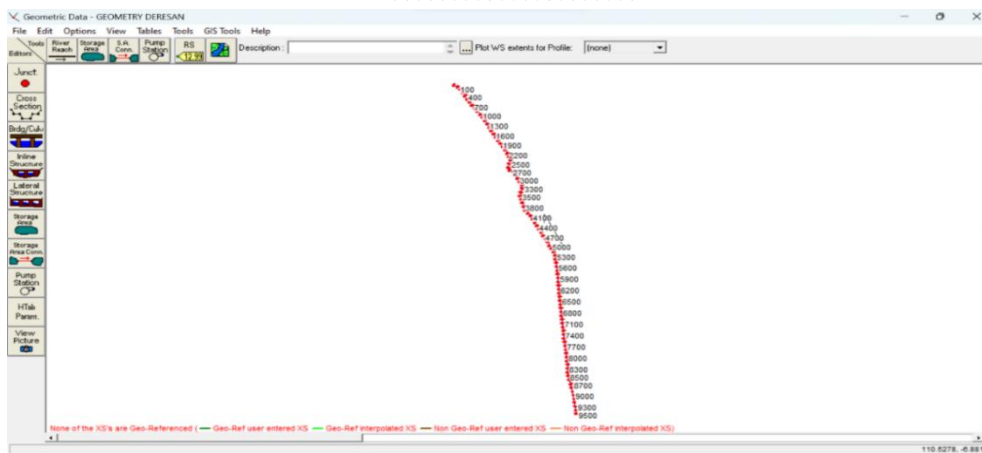 Geometric Data - GEOMETRY DERESAN
File Edit Options View Tables Tools GIS Tools Help
Tools
Editors
River Reach
Storage Area
S.A. Conn.
Pump Station
RS
Description :
...
Plot WS extents for Profile:
(none)
Junct.
Cross Section
Brdg/Culv
Inline Structure
Lateral Structure
Storage Area
Storage Area Conn.
Pump Station
HTab Param.
View Picture
100
400
700
1000
1300
1600
1900
2200
2500
2700
3000
3300
3500
3800
4100
4400
4700
5000
5300
5600
5900
6200
6500
6800
7100
7400
7700
8000
8300
8500
8700
9000
9300
9500
None of the XS's are Geo-Referenced ( Geo-Ref user entered XS Geo-Ref interpolated XS Non Geo-Ref user entered XS Non Geo-Ref interpolated XS)
110.6278, -6.881